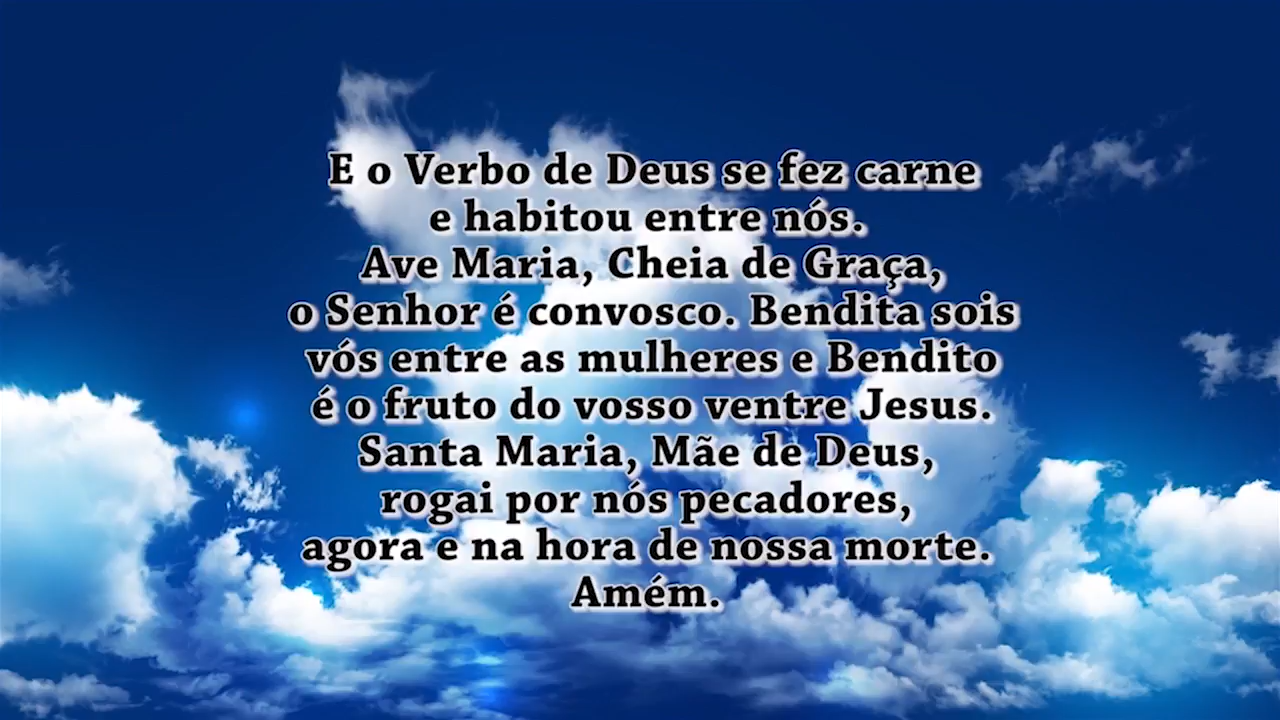 E o Verbo de Deus se fez carne
e habitou entre nós.
Ave Maria, Cheia de Graça,
o Senhor é convosco. Bendita sois
vós entre as mulheres e Bendito
é o fruto do vosso ventre Jesus.
Santa Maria, Mãe de Deus,
rogai por nós pecadores,
agora e na hora de nossa morte.
Amém.